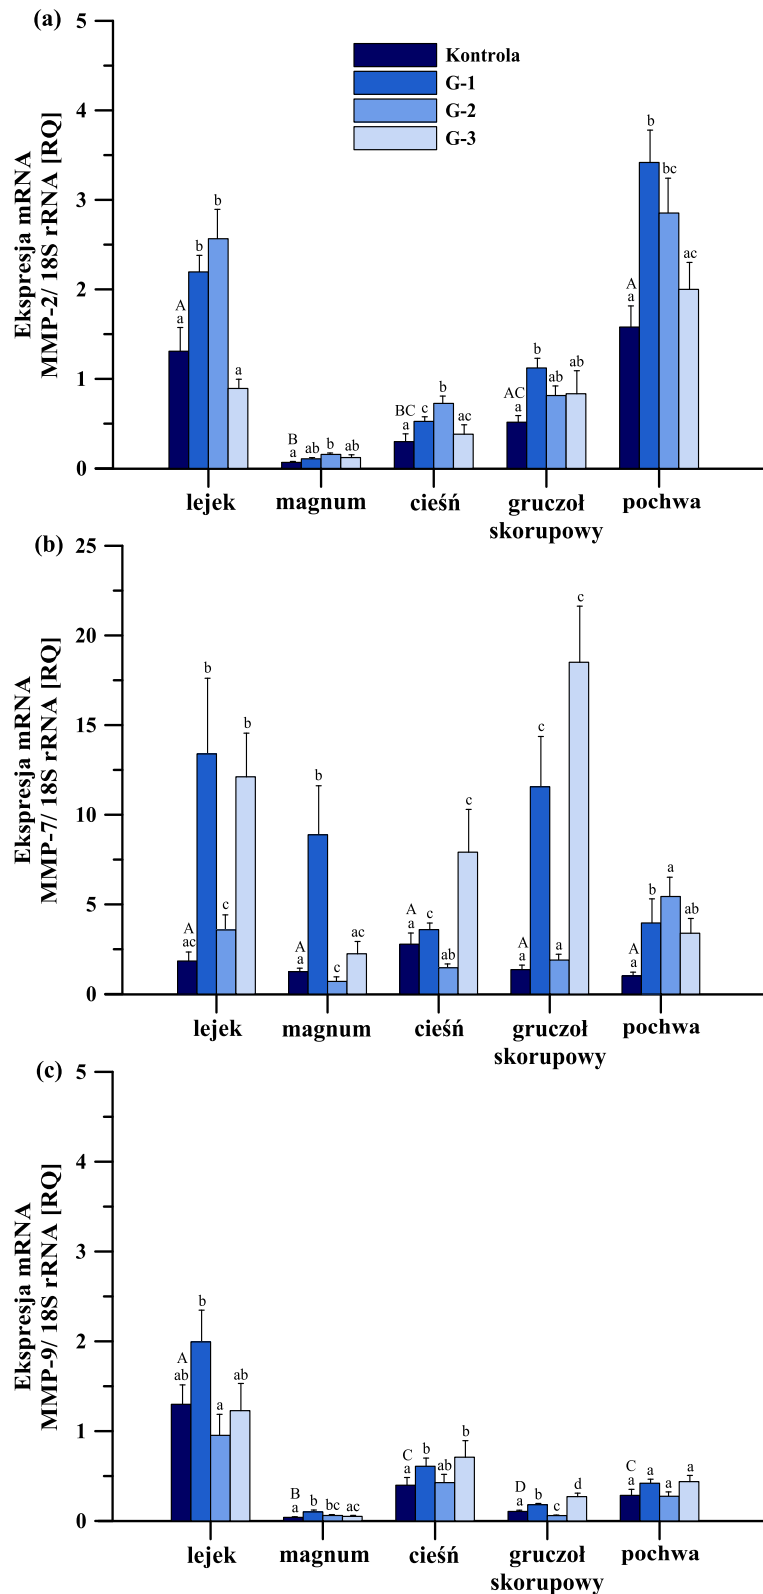 (a)
Ekspresja mRNA
MMP-2/ 18S rRNA [RQ]
5
4
3
2
1
0
Kontrola
G-1
G-2
G-3
A
a b b a
B
a ab b ab
BC
a c b ac
AC
a b ab ab
A
a b bc ac
lejek magnum cieśń gruczoł skorupowy pochwa
(b)
Ekspresja mRNA
MMP-7/ 18S rRNA [RQ]
25
20
15
10
5
0
A
ac b c b
A
a b c ac
A
a c ab c
A
a c a c
A
a b a ab
lejek magnum cieśń gruczoł skorupowy pochwa
(c)
Ekspresja mRNA
MMP-9/ 18S rRNA [RQ]
5
4
3
2
1
0
A
ab b a ab
B
a b bc ac
C
a b ab b
D
a b c d
C
a a a a
lejek magnum cieśń gruczoł skorupowy pochwa